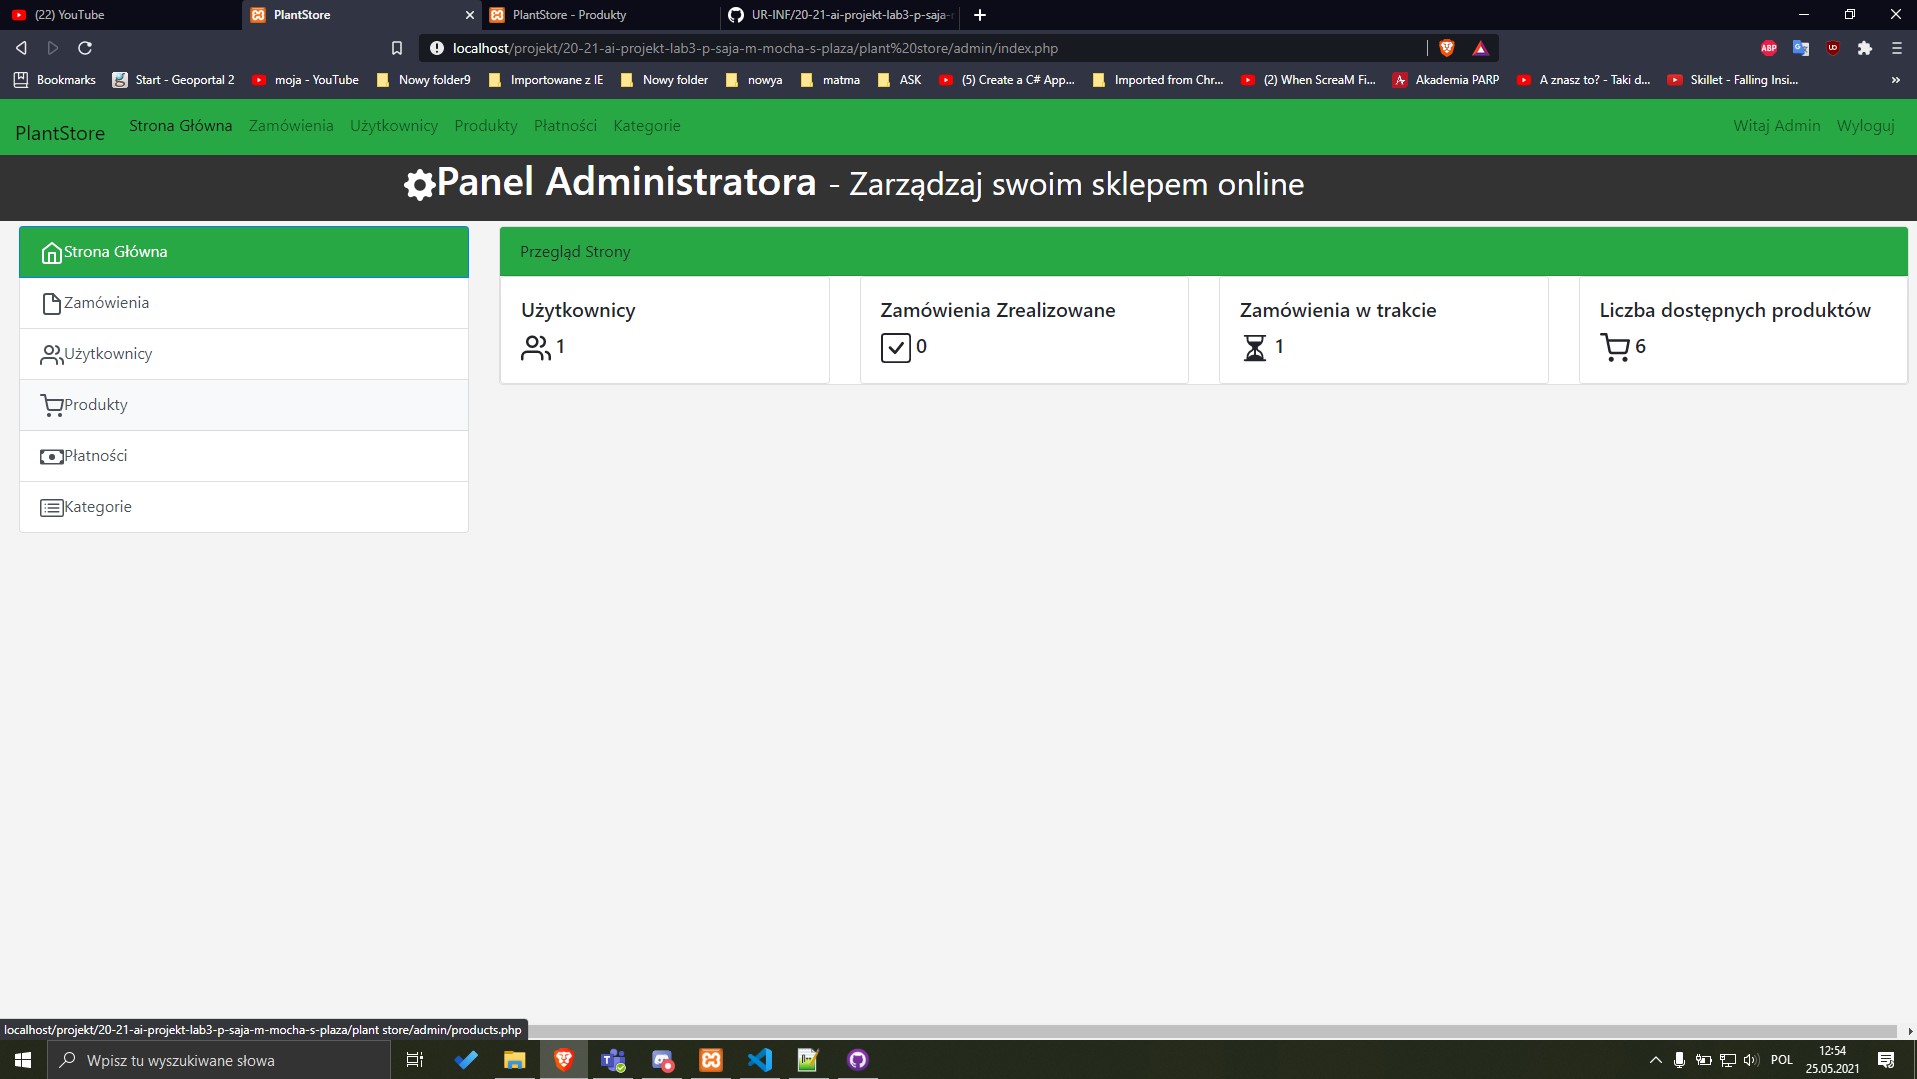 (22) YouTube
PlantStore
PlantStore - Produkty
UR-INF/20-21-ai-projekt-lab3-p-saja-
localhost/projekt/20-21-ai-projekt-lab3-p-saja-m-mocha-s-plaza/plant%20store/admin/index.php
ABP
Bookmarks
Start - Geoportal 2
moja - YouTube
Nowy folder9
Importowane z IE
Nowy folder
nowya
matma
ASK
(5) Create a C# App...
Imported from Chr...
(2) When ScreaM Fi...
Akademia PARP
A znasz to? - Taki d...
Skillet - Falling Insi...
»
PlantStore
Strona Główna
Zamówienia
Użytkownicy
Produkty
Płatności
Kategorie
Witaj Admin
Wyloguj
Panel Administratora - Zarządzaj swoim sklepem online
Strona Główna
Zamówienia
Użytkownicy
Produkty
Płatności
Kategorie
Przegląd Strony
Użytkownicy
1
Zamówienia Zrealizowane
0
Zamówienia w trakcie
1
Liczba dostępnych produktów
6
localhost/projekt/20-21-ai-projekt-lab3-p-saja-m-mocha-s-plaza/plant store/admin/products.php
Wpisz tu wyszukiwane słowa
POL
12:54
25.05.2021